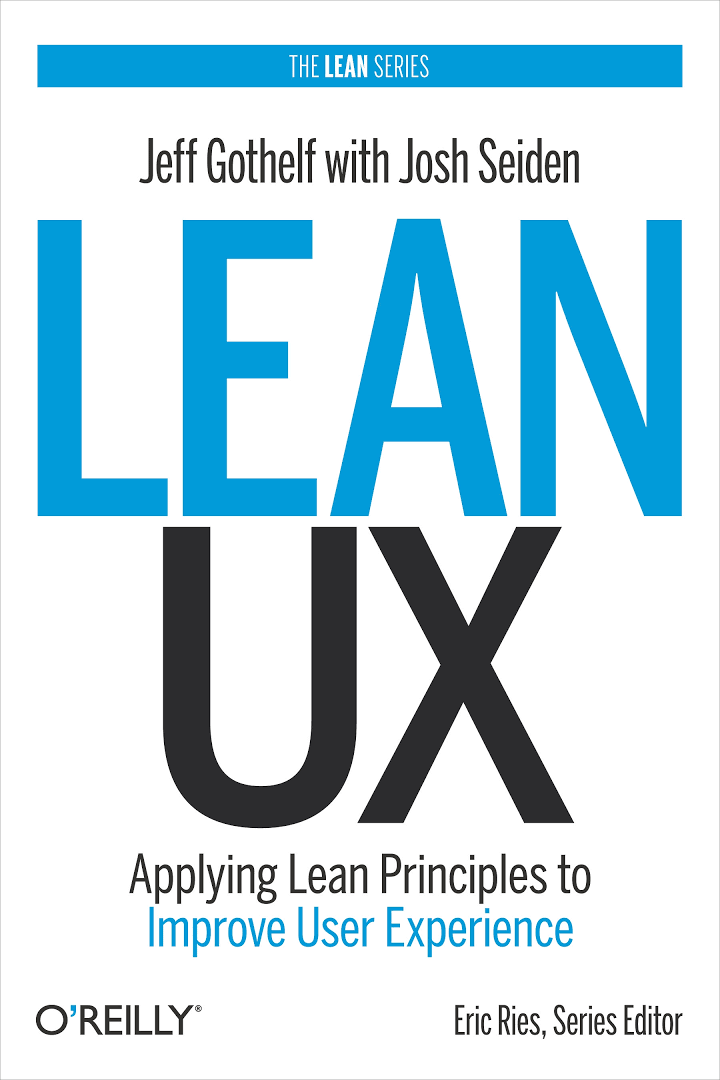 THE LEAN SERIES
Jeff Gothelf with Josh Seiden
LEAN
UX
Applying Lean Principles to
Improve User Experience
O'REILLY®
Eric Ries, Series Editor